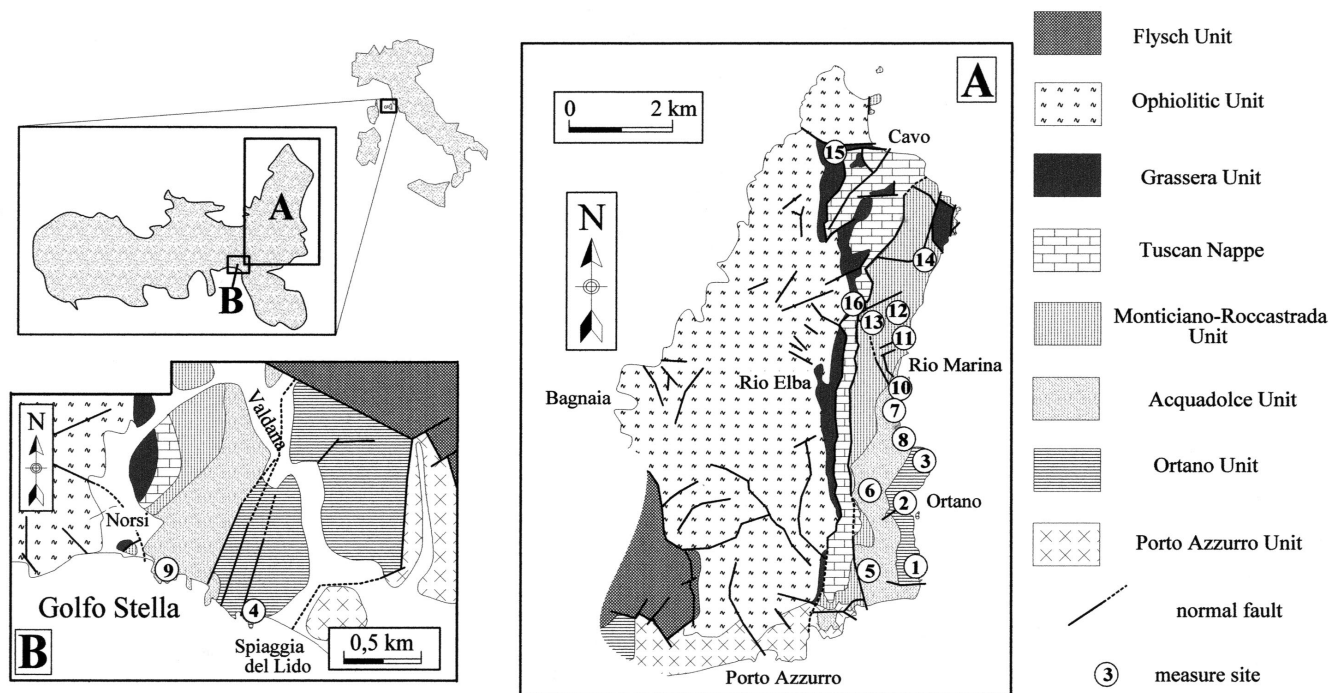 A
B
A
0 2 km
N
Cavo
15
14
16
12
13
11
Rio Marina
10
Rio Elba
Bagnaia
7
8
3
6
Ortano
2
5
1
Porto Azzurro
N
Valdana
Norsi
9
Golfo Stella
4
Spiaggia
del Lido
0,5 km
B
Flysch Unit
Ophiolitic Unit
Grassera Unit
Tuscan Nappe
Monticiano-Roccastrada
Unit
Acquadolce Unit
Ortano Unit
Porto Azzurro Unit
normal fault
3 measure site